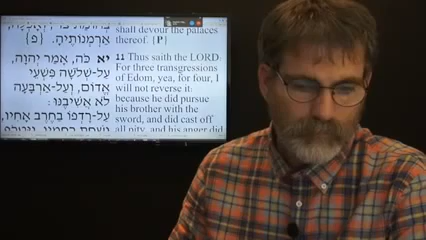 אַרְמְנוֹתֶיהָ. {פ}
יא כֹּה, אָמַר יְהוָה,
עַל-שְׁלֹשָׁה פִּשְׁעֵי
אֱדוֹם, וְעַל-אַרְבָּעָה
לֹא אֲשִׁיבֶנּוּ:
עַל-רָדְפוֹ בַחֶרֶב אָחִיו,
shall devour the palaces
thereof. {P}
11 Thus saith the LORD:
For three transgressions
of Edom, yea, for four, I
will not reverse it:
because he did pursue
his brother with the
sword, and did cast off
all pity, and his anger did